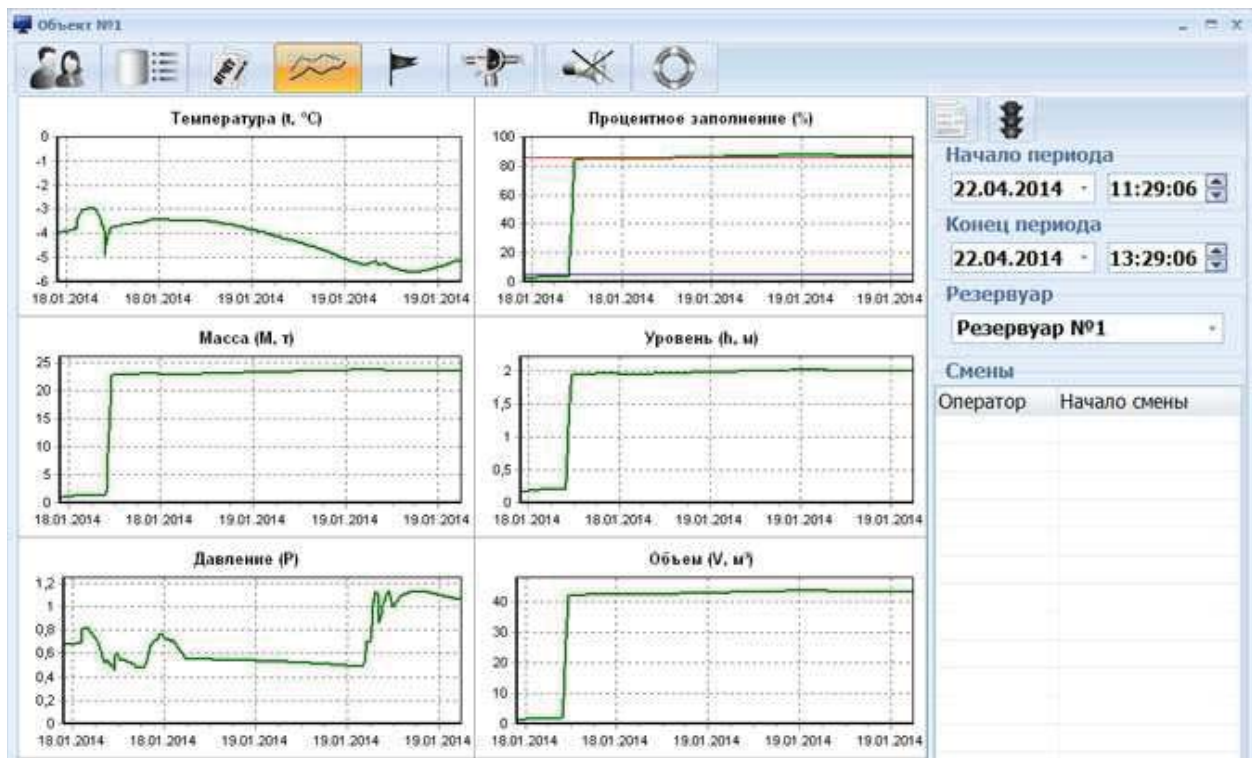 Объект №1
Температура (t, °C)
0
-1
-2
-3
-4
-5
-6
18.01.2014 18.01.2014 19.01.2014 19.01.2014 19.01.2014
Процентное заполнение (%)
100
80
60
40
20
0
18.01.2014 18.01.2014 19.01.2014 19.01.2014 19.01.2014
Масса (М, т)
25
20
15
10
5
0
18.01.2014 18.01.2014 19.01.2014 19.01.2014 19.01.2014
Уровень (h, м)
2
1,5
1
0,5
0
18.01.2014 18.01.2014 19.01.2014 19.01.2014 19.01.2014
Давление (Р)
1,2
1
0,8
0,6
0,4
0,2
0
18.01.2014 18.01.2014 19.01.2014 19.01.2014 19.01.2014
Объем (V, м³)
40
30
20
10
0
18.01.2014 18.01.2014 19.01.2014 19.01.2014 19.01.2014
Начало периода
22.04.2014 11:29:06
Конец периода
22.04.2014 13:29:06
Резервуар
Резервуар №1
Смены
Оператор Начало смены